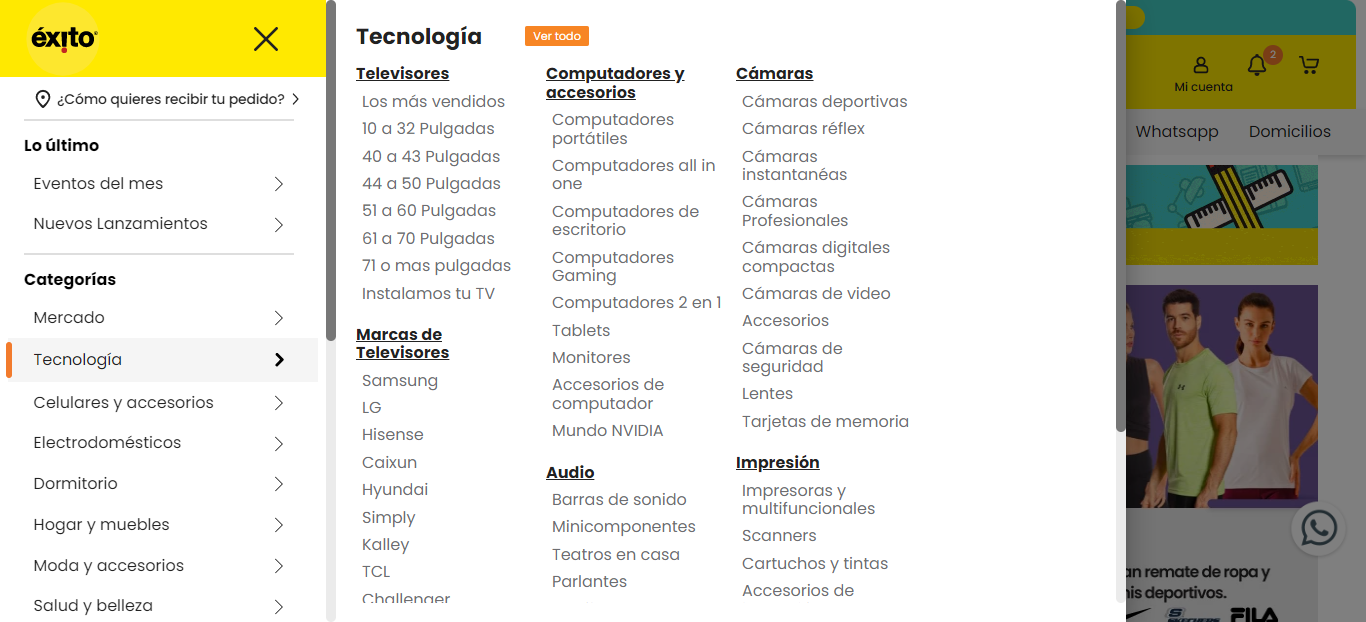 éxito
¿Cómo quieres recibir tu pedido?
Lo último
Eventos del mes
Nuevos Lanzamientos
Categorías
Mercado
Tecnología
Celulares y accesorios
Electrodomésticos
Dormitorio
Hogar y muebles
Moda y accesorios
Salud y belleza
Tecnología
Ver todo
Televisores
Los más vendidos
10 a 32 Pulgadas
40 a 43 Pulgadas
44 a 50 Pulgadas
51 a 60 Pulgadas
61 a 70 Pulgadas
71 o mas pulgadas
Instalamos tu TV
Marcas de
Televisores
Samsung
LG
Hisense
Caixun
Hyundai
Simply
Kalley
TCL
Challenger
Computadores y
accesorios
Computadores
portátiles
Computadores all in
one
Computadores de
escritorio
Computadores
Gaming
Computadores 2 en 1
Tablets
Monitores
Accesorios de
computador
Mundo NVIDIA
Audio
Barras de sonido
Minicomponentes
Teatros en casa
Parlantes
Cámaras
Cámaras deportivas
Cámaras réflex
Cámaras
instantanéas
Cámaras
Profesionales
Cámaras digitales
compactas
Cámaras de video
Accesorios
Cámaras de
seguridad
Lentes
Tarjetas de memoria
Impresión
Impresoras y
multifuncionales
Scanners
Cartuchos y tintas
Accesorios de
2
Mi cuenta
Whatsapp
Domicilios
an remate de ropa y
nis deportivos.
SKECHERS
FILA